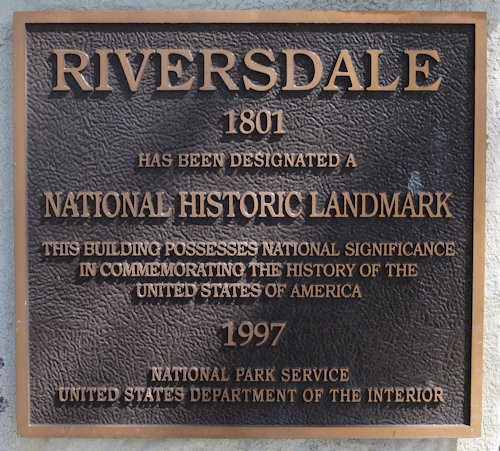 RIVERSDALE
1801
HAS BEEN DESIGNATED A
NATIONAL HISTORIC LANDMARK
THIS BUILDING POSSESSES NATIONAL SIGNIFICANCE
IN COMMEMORATING THE HISTORY OF THE
UNITED STATES OF AMERICA
1997
NATIONAL PARK SERVICE
UNITED STATES DEPARTMENT OF THE INTERIOR